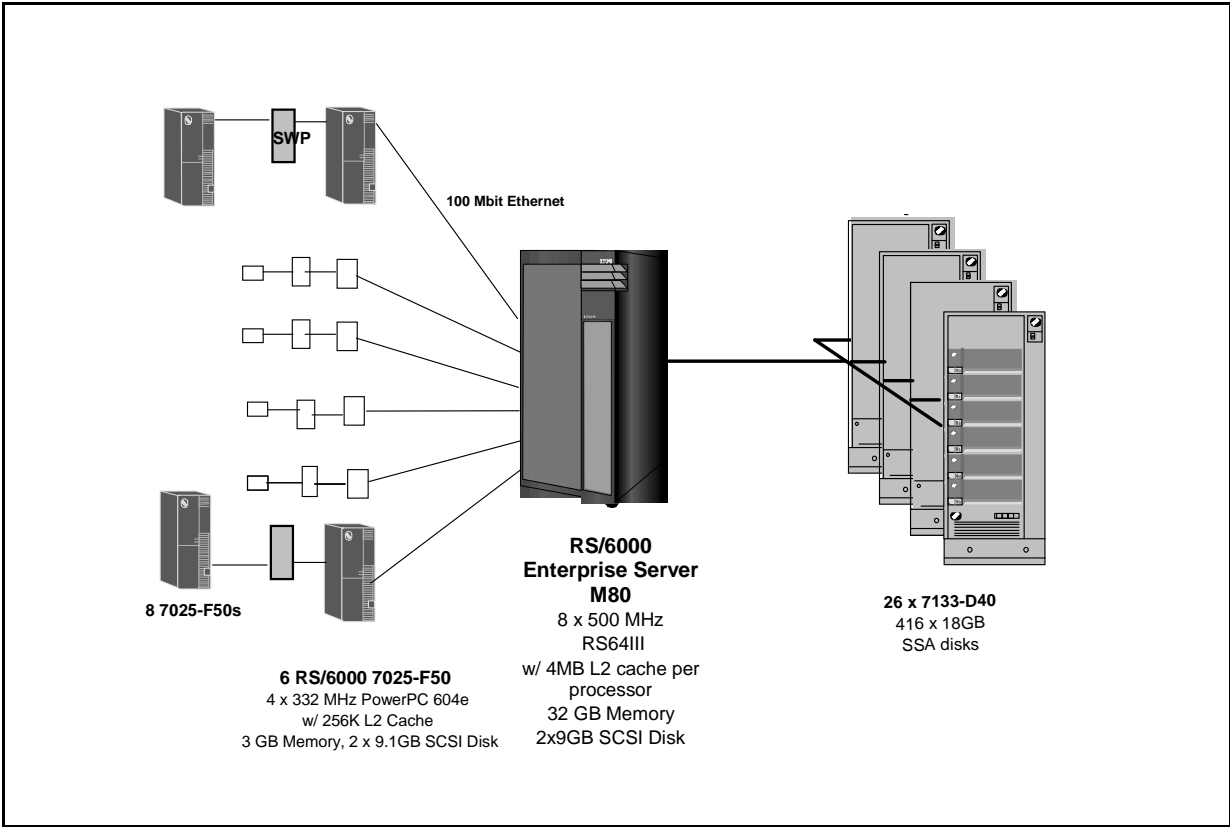 SWP
100 Mbit Ethernet
8 7025-F50s
6 RS/6000 7025-F50
4 x 332 MHz PowerPC 604e
w/ 256K L2 Cache
3 GB Memory, 2 x 9.1GB SCSI Disk
RS/6000
Enterprise Server
M80
8 x 500 MHz
RS64III
w/ 4MB L2 cache per
processor
32 GB Memory
2x9GB SCSI Disk
26 x 7133-D40
416 x 18GB
SSA disks